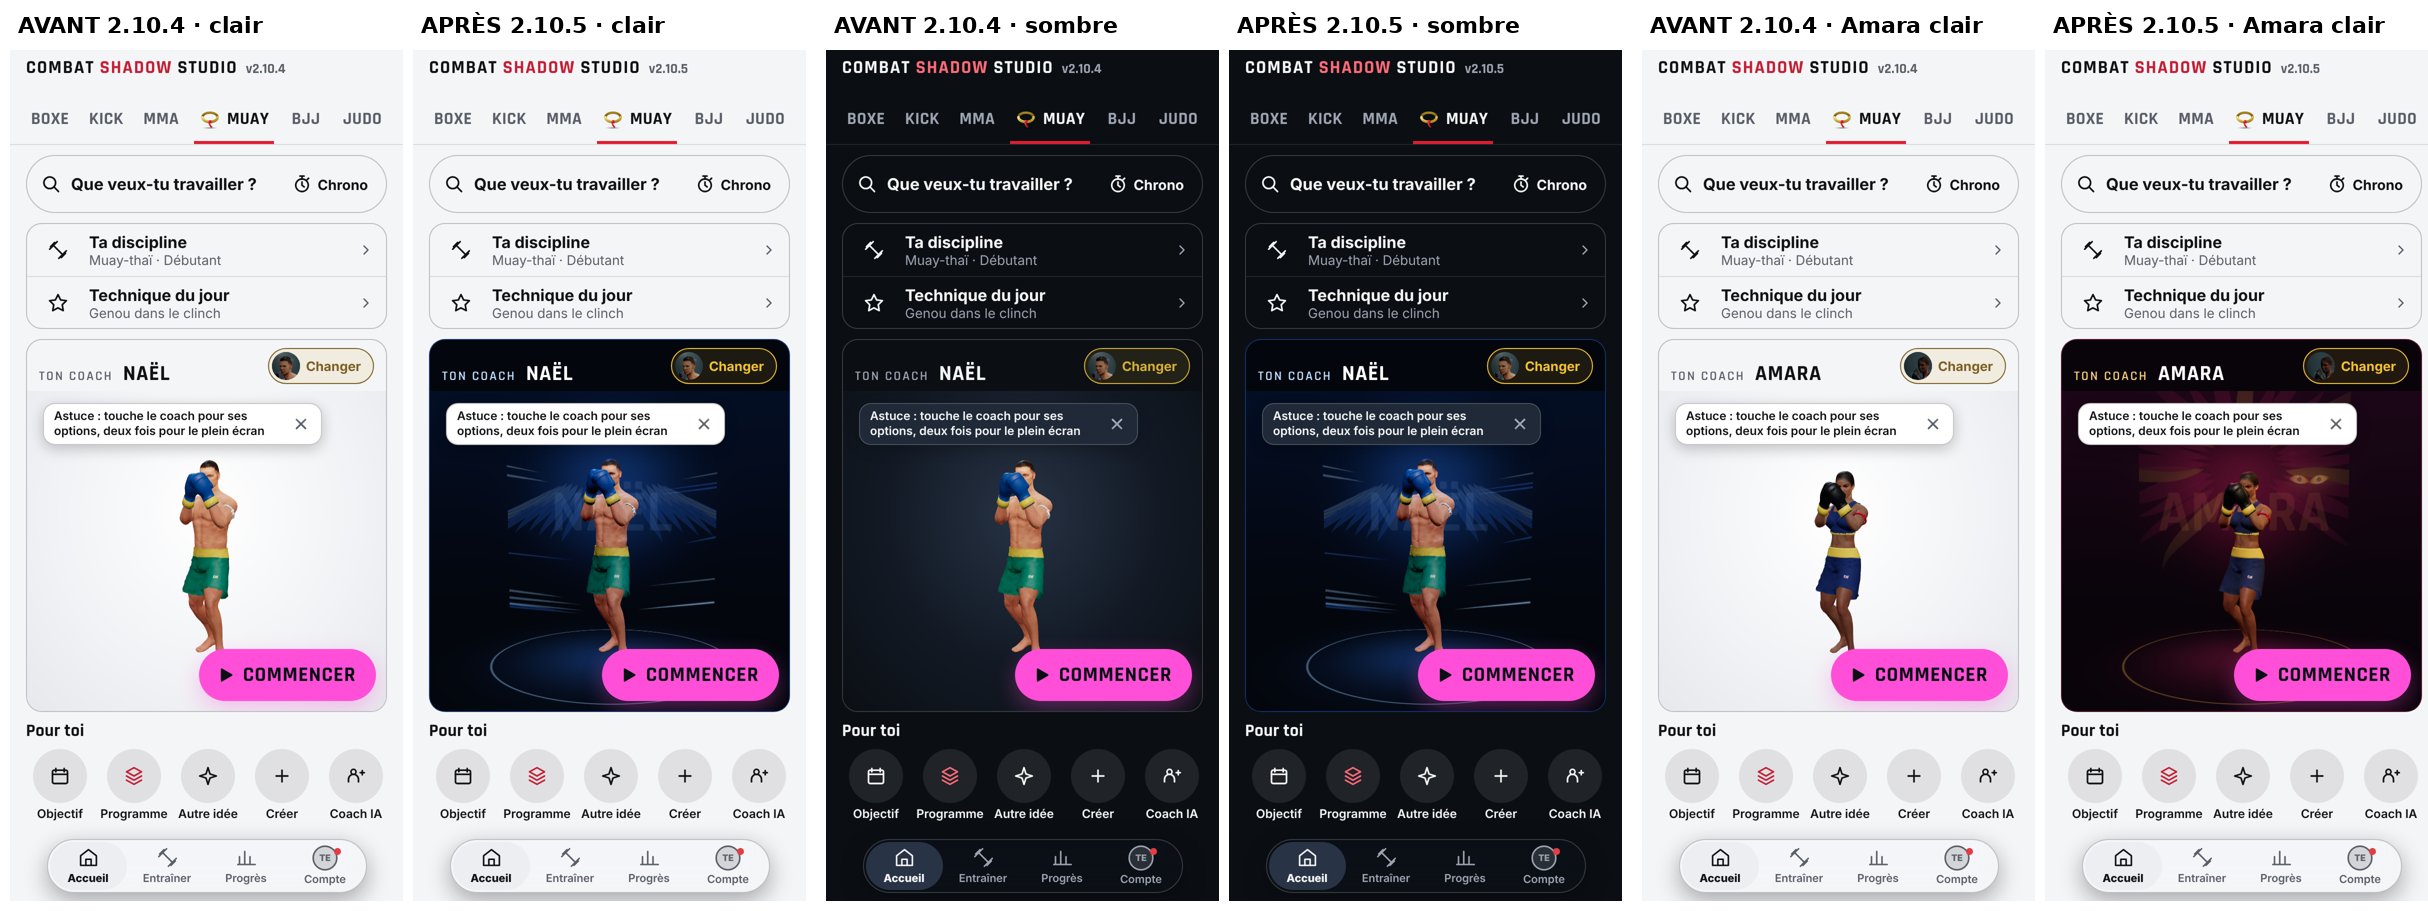 AVANT 2.10.4 · clair
COMBAT SHADOW STUDIO v2.10.4
BOXE KICK MMA MUAY BJJ JUDO
Que veux-tu travailler ? Chrono
Ta discipline
Muay-thaï · Débutant
Technique du jour
Genou dans le clinch
TON COACH NAËL Changer
Astuce : touche le coach pour ses
options, deux fois pour le plein écran
COMMENCER
Pour toi
Objectif Programme Autre idée Créer Coach IA
TE
Accueil Entraîner Progrès Compte
APRÈS 2.10.5 · clair
COMBAT SHADOW STUDIO v2.10.5
BOXE KICK MMA MUAY BJJ JUDO
Que veux-tu travailler ? Chrono
Ta discipline
Muay-thaï · Débutant
Technique du jour
Genou dans le clinch
TON COACH NAËL Changer
Astuce : touche le coach pour ses
options, deux fois pour le plein écran
NAËL
COMMENCER
Pour toi
Objectif Programme Autre idée Créer Coach IA
TE
Accueil Entraîner Progrès Compte
AVANT 2.10.4 · sombre
COMBAT SHADOW STUDIO v2.10.4
BOXE KICK MMA MUAY BJJ JUDO
Que veux-tu travailler ? Chrono
Ta discipline
Muay-thaï · Débutant
Technique du jour
Genou dans le clinch
TON COACH NAËL Changer
Astuce : touche le coach pour ses
options, deux fois pour le plein écran
COMMENCER
Pour toi
Objectif Programme Autre idée Créer Coach IA
TE
Accueil Entraîner Progrès Compte
APRÈS 2.10.5 · sombre
COMBAT SHADOW STUDIO v2.10.5
BOXE KICK MMA MUAY BJJ JUDO
Que veux-tu travailler ? Chrono
Ta discipline
Muay-thaï · Débutant
Technique du jour
Genou dans le clinch
TON COACH NAËL Changer
Astuce : touche le coach pour ses
options, deux fois pour le plein écran
NAËL
COMMENCER
Pour toi
Objectif Programme Autre idée Créer Coach IA
TE
Accueil Entraîner Progrès Compte
AVANT 2.10.4 · Amara clair
COMBAT SHADOW STUDIO v2.10.4
BOXE KICK MMA MUAY BJJ JUDO
Que veux-tu travailler ? Chrono
Ta discipline
Muay-thaï · Débutant
Technique du jour
Genou dans le clinch
TON COACH AMARA Changer
Astuce : touche le coach pour ses
options, deux fois pour le plein écran
COMMENCER
Pour toi
Objectif Programme Autre idée Créer Coach IA
TE
Accueil Entraîner Progrès Compte
APRÈS 2.10.5 · Amara clair
COMBAT SHADOW STUDIO v2.10.5
BOXE KICK MMA MUAY BJJ JUDO
Que veux-tu travailler ? Chrono
Ta discipline
Muay-thaï · Débutant
Technique du jour
Genou dans le clinch
TON COACH AMARA Changer
Astuce : touche le coach pour ses
options, deux fois pour le plein écran
AMARA
COMMENCER
Pour toi
Objectif Programme Autre idée Créer Coach IA
TE
Accueil Entraîner Progrès Compte